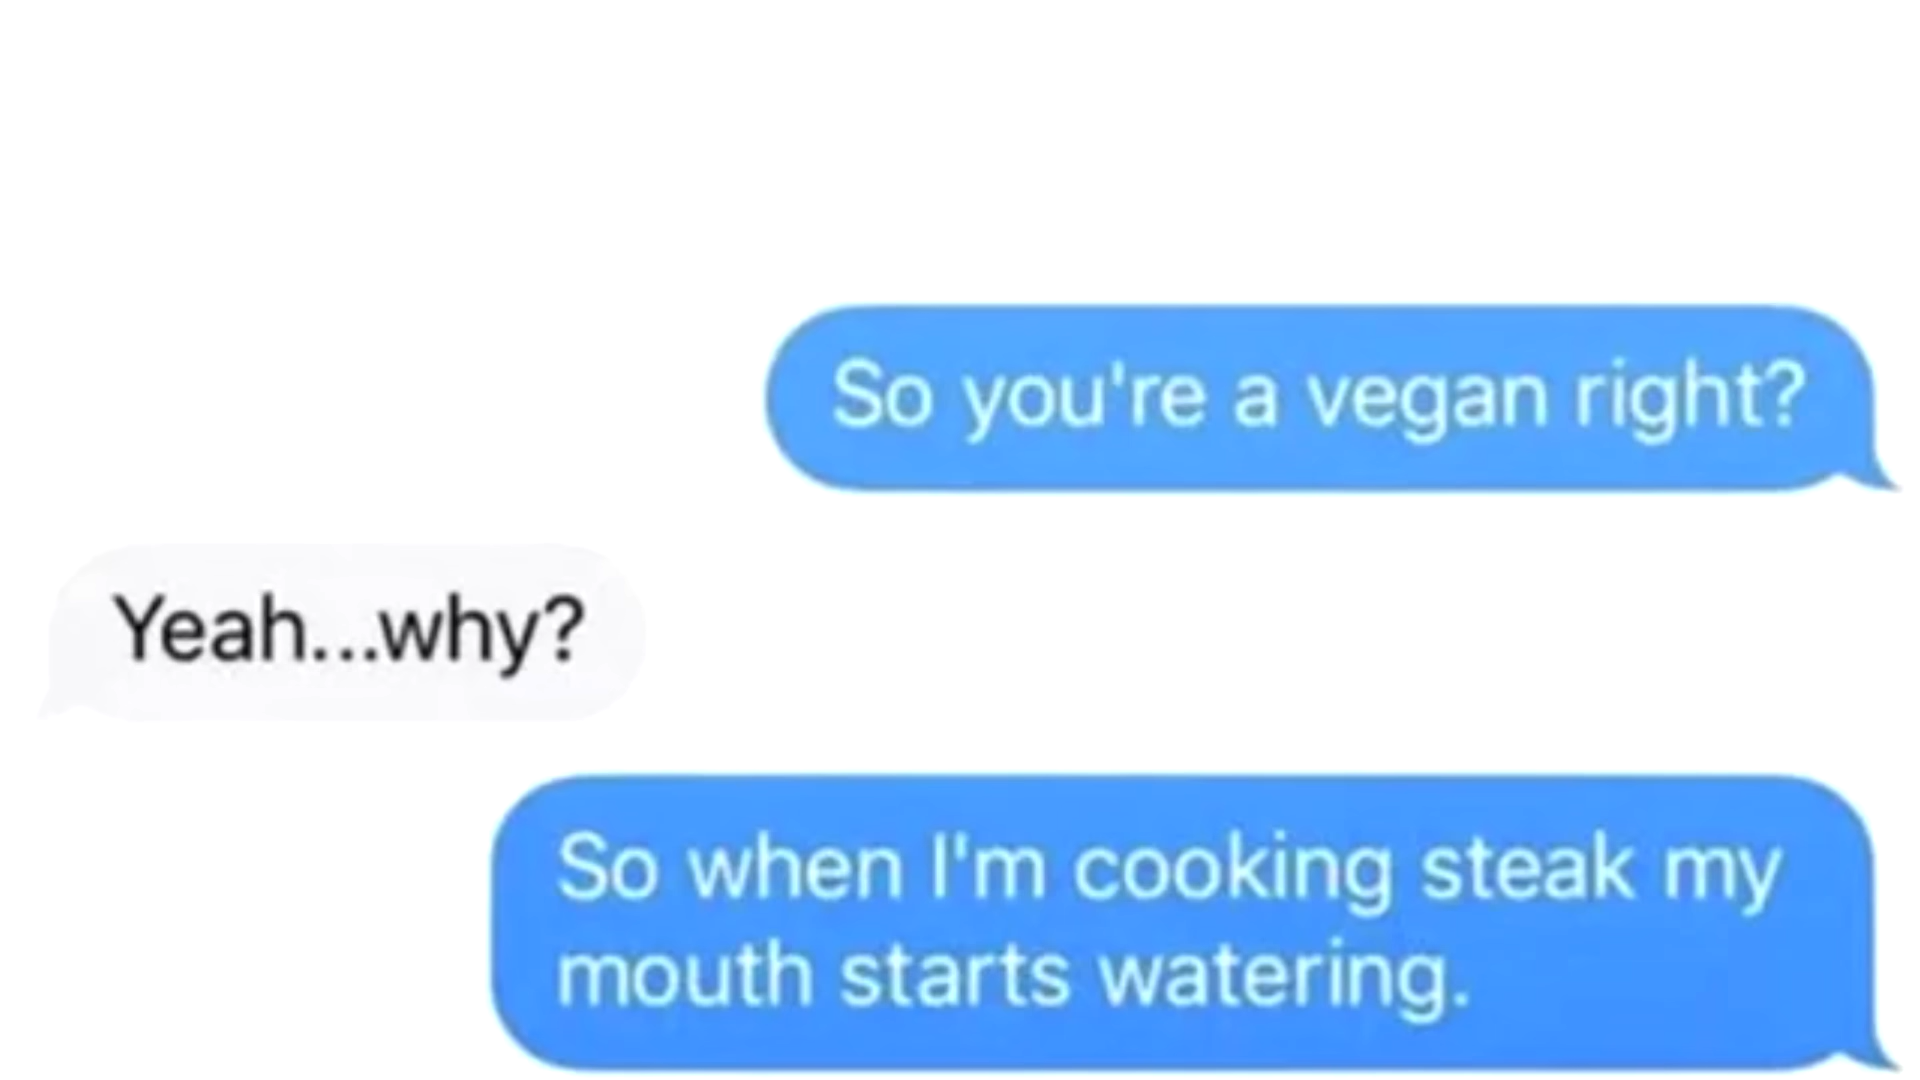 So you're a vegan right?
Yeah...why?
So when I'm cooking steak my
mouth starts watering.